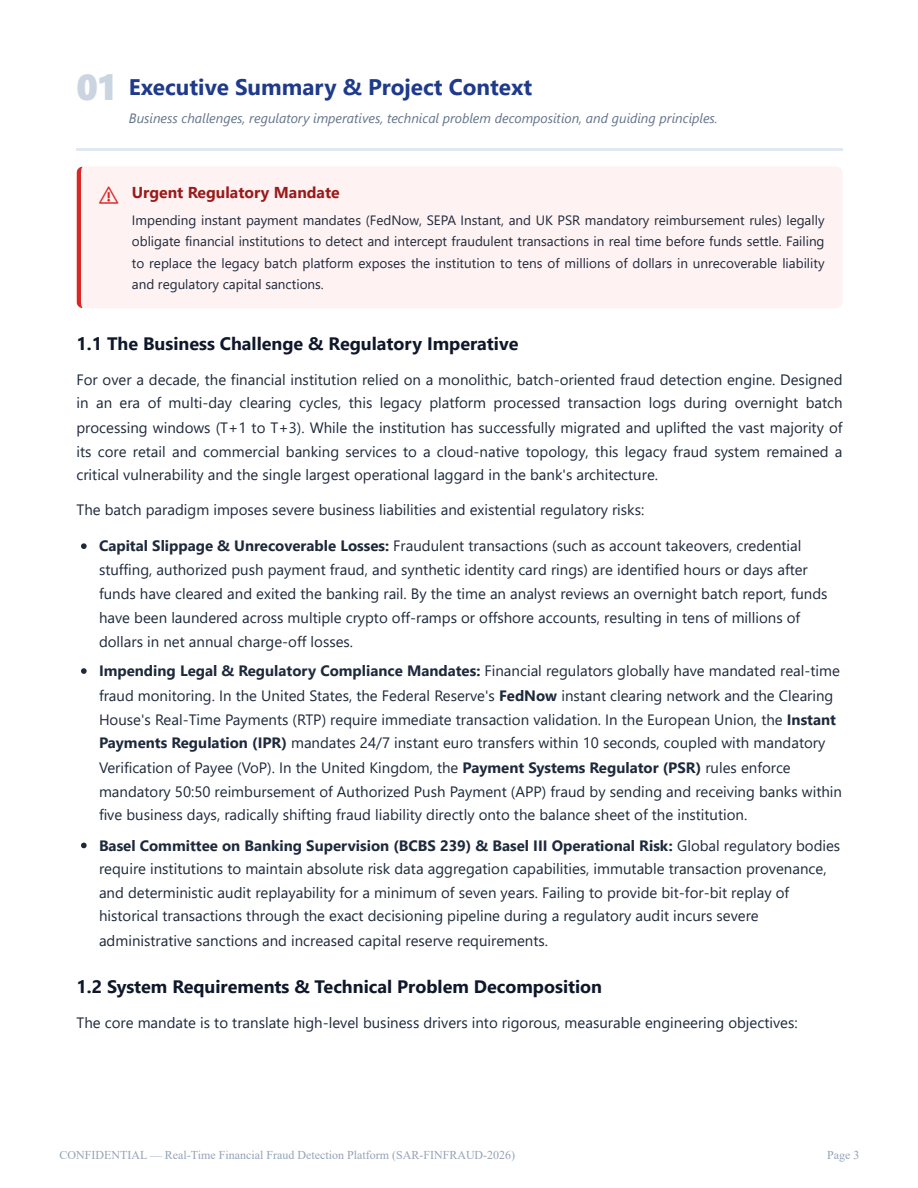 01 Executive Summary & Project Context
Business challenges, regulatory imperatives, technical problem decomposition, and guiding principles.
Urgent Regulatory Mandate
Impending instant payment mandates (FedNow, SEPA Instant, and UK PSR mandatory reimbursement rules) legally
obligate financial institutions to detect and intercept fraudulent transactions in real time before funds settle. Failing
to replace the legacy batch platform exposes the institution to tens of millions of dollars in unrecoverable liability
and regulatory capital sanctions.
1.1 The Business Challenge & Regulatory Imperative
For over a decade, the financial institution relied on a monolithic, batch-oriented fraud detection engine. Designed
in an era of multi-day clearing cycles, this legacy platform processed transaction logs during overnight batch
processing windows (T+1 to T+3). While the institution has successfully migrated and uplifted the vast majority of
its core retail and commercial banking services to a cloud-native topology, this legacy fraud system remained a
critical vulnerability and the single largest operational laggard in the bank's architecture.
The batch paradigm imposes severe business liabilities and existential regulatory risks:
• Capital Slippage & Unrecoverable Losses: Fraudulent transactions (such as account takeovers, credential
stuffing, authorized push payment fraud, and synthetic identity card rings) are identified hours or days after
funds have cleared and exited the banking rail. By the time an analyst reviews an overnight batch report, funds
have been laundered across multiple crypto off-ramps or offshore accounts, resulting in tens of millions of
dollars in net annual charge-off losses.
• Impending Legal & Regulatory Compliance Mandates: Financial regulators globally have mandated real-time
fraud monitoring. In the United States, the Federal Reserve's FedNow instant clearing network and the Clearing
House's Real-Time Payments (RTP) require immediate transaction validation. In the European Union, the Instant
Payments Regulation (IPR) mandates 24/7 instant euro transfers within 10 seconds, coupled with mandatory
Verification of Payee (VoP). In the United Kingdom, the Payment Systems Regulator (PSR) rules enforce
mandatory 50:50 reimbursement of Authorized Push Payment (APP) fraud by sending and receiving banks within
five business days, radically shifting fraud liability directly onto the balance sheet of the institution.
• Basel Committee on Banking Supervision (BCBS 239) & Basel III Operational Risk: Global regulatory bodies
require institutions to maintain absolute risk data aggregation capabilities, immutable transaction provenance,
and deterministic audit replayability for a minimum of seven years. Failing to provide bit-for-bit replay of
historical transactions through the exact decisioning pipeline during a regulatory audit incurs severe
administrative sanctions and increased capital reserve requirements.
1.2 System Requirements & Technical Problem Decomposition
The core mandate is to translate high-level business drivers into rigorous, measurable engineering objectives:
CONFIDENTIAL — Real-Time Financial Fraud Detection Platform (SAR-FINFRAUD-2026) Page 3